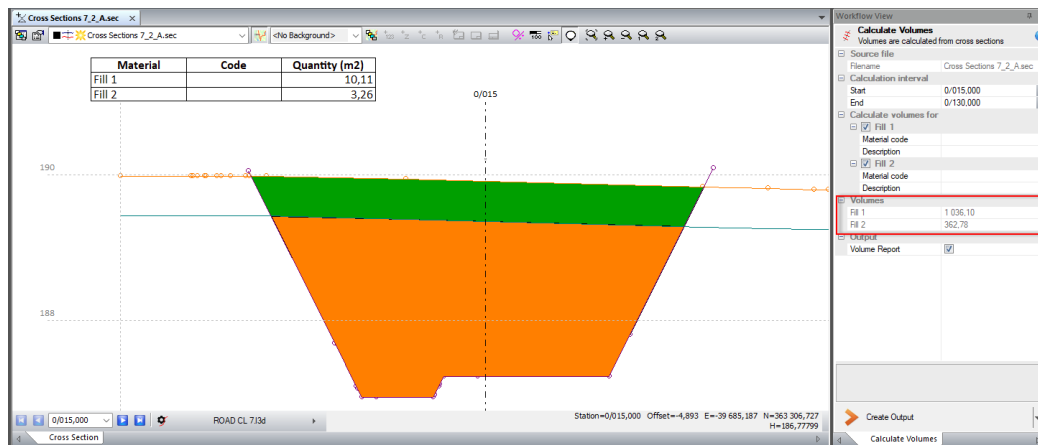 Cross Sections 7_2_A.sec
Cross Sections 7_2_A.sec
<No Background>
Material Code Quantity (m2)
Fill 1 10,11
Fill 2 3,26
0/015
190
188
0/015,000
ROAD CL 7.l3d
Station=0/015,000 Offset=-4,893 E=-39 685,187 N=363 306,727
H=186,77799
Cross Section
Workflow View
Calculate Volumes
Volumes are calculated from cross sections
Source file
Filename Cross Sections 7_2_A.sec
Calculation interval
Start 0/015,000
End 0/130,000
Calculate volumes for
Fill 1
Material code
Description
Fill 2
Material code
Description
Volumes
Fill 1 1 036,10
Fill 2 362,78
Output
Volume Report
Create Output
Calculate Volumes